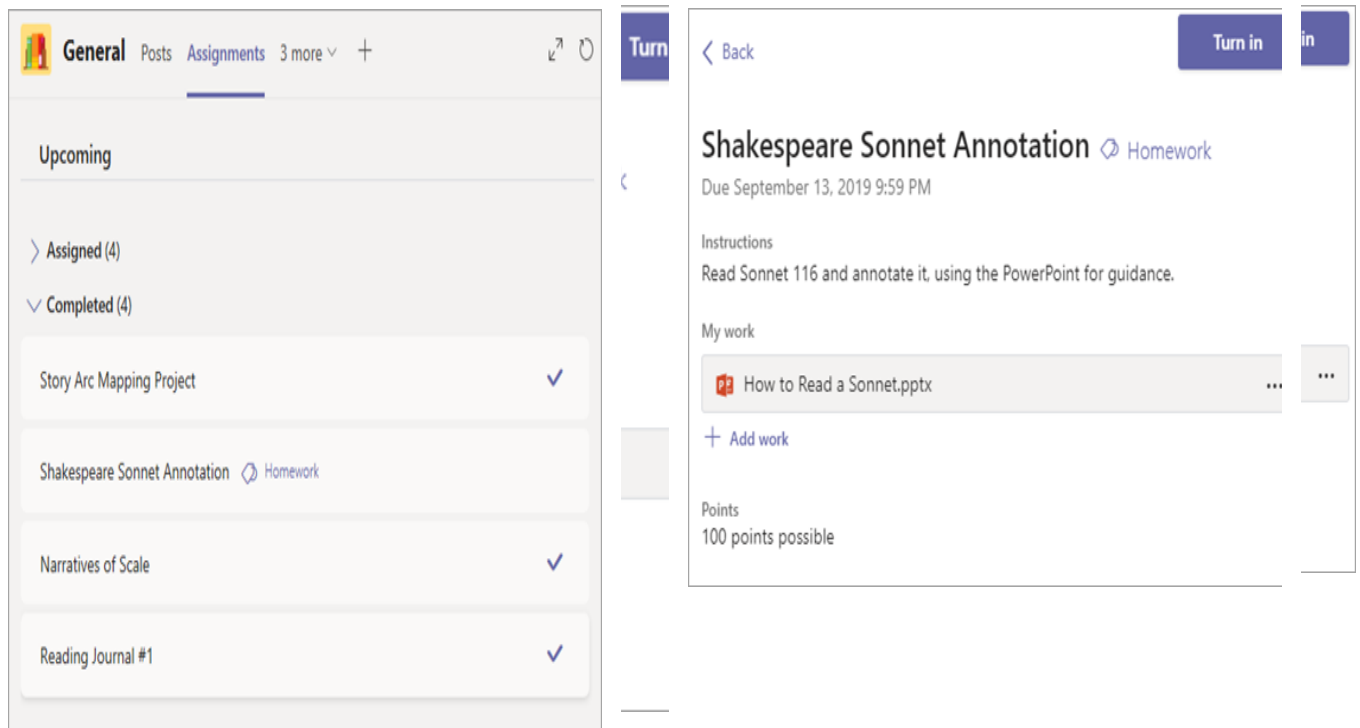 General Posts Assignments 3 more
Upcoming
Assigned (4)
Completed (4)
Story Arc Mapping Project
Shakespeare Sonnet Annotation Homework
Narratives of Scale
Reading Journal #1
Turn
Back
Turn in
in
Shakespeare Sonnet Annotation Homework
Due September 13, 2019 9:59 PM
Instructions
Read Sonnet 116 and annotate it, using the PowerPoint for guidance.
My work
How to Read a Sonnet.pptx
...
...
+ Add work
Points
100 points possible